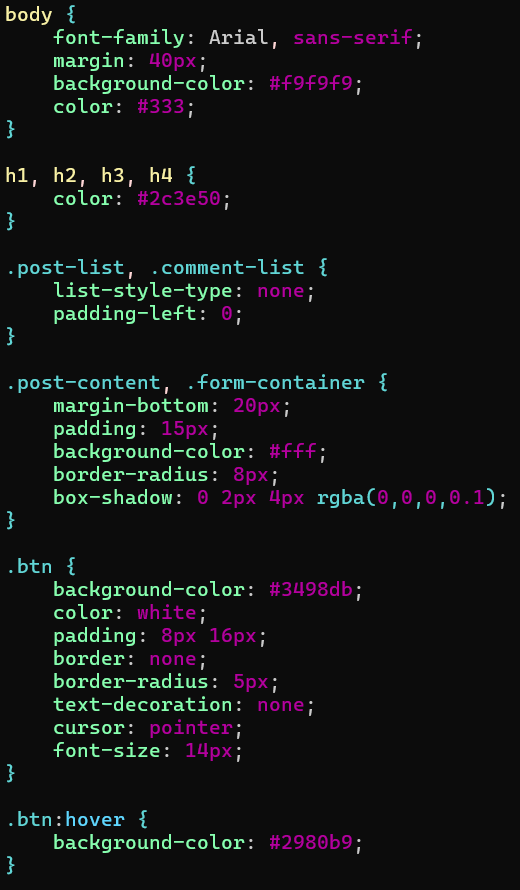 body {
    font-family: Arial, sans-serif;
    margin: 40px;
    background-color: #f9f9f9;
    color: #333;
}

h1, h2, h3, h4 {
    color: #2c3e50;
}

.post-list, .comment-list {
    list-style-type: none;
    padding-left: 0;
}

.post-content, .form-container {
    margin-bottom: 20px;
    padding: 15px;
    background-color: #fff;
    border-radius: 8px;
    box-shadow: 0 2px 4px rgba(0,0,0,0.1);
}

.btn {
    background-color: #3498db;
    color: white;
    padding: 8px 16px;
    border: none;
    border-radius: 5px;
    text-decoration: none;
    cursor: pointer;
    font-size: 14px;
}

.btn:hover {
    background-color: #2980b9;
}